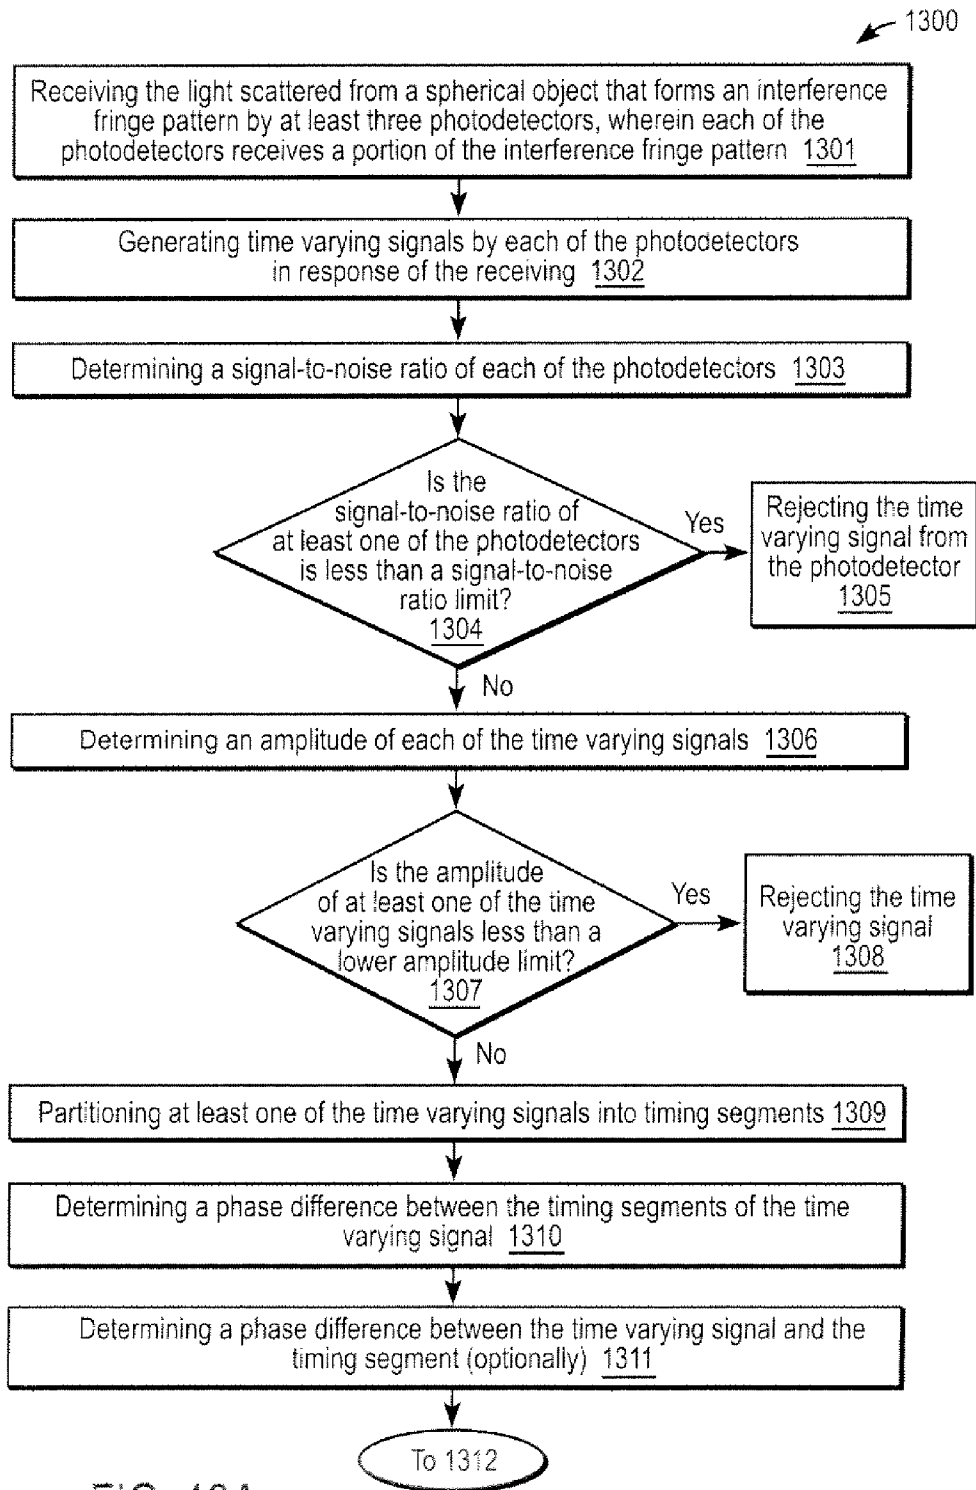 1300
Receiving the light scattered from a spherical object that forms an interference
fringe pattern by at least three photodetectors, wherein each of the
photodetectors receives a portion of the interference fringe pattern 1301
Generating time varying signals by each of the photodetectors
in response of the receiving 1302
Determining a signal-to-noise ratio of each of the photodetectors 1303
Is the
signal-to-noise ratio of
at least one of the photodetectors
is less than a signal-to-noise
ratio limit?
1304
Yes
Rejecting the time
varying signal from
the photodetector
1305
No
Determining an amplitude of each of the time varying signals 1306
Is the amplitude
of at least one of the time
varying signals less than a
lower amplitude limit?
1307
Yes
Rejecting the time
varying signal
1308
No
Partitioning at least one of the time varying signals into timing segments 1309
Determining a phase difference between the timing segments of the time
varying signal 1310
Determining a phase difference between the time varying signal and the
timing segment (optionally) 1311
To 1312